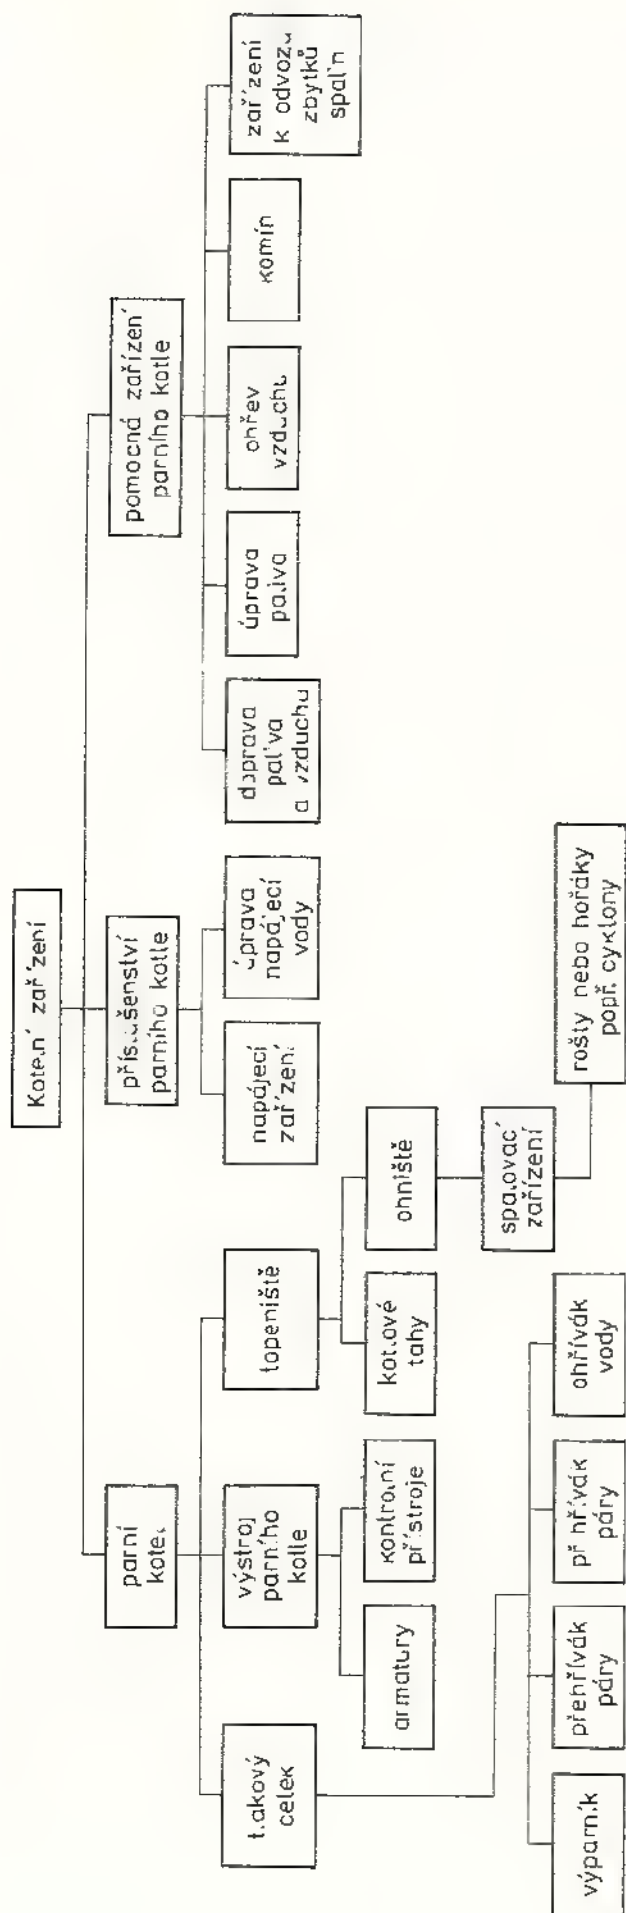 Kotelní zařízení
parní
kotel
příslušenství
parního kotle
pomocná zařízení
parního kotle
tlakový
celek
výstroj
parního
kotle
topeniště
napájecí
zařízení
úprava
napájecí
vody
doprava
paliva
a vzduchu
úprava
paliva
ohřev
vzduchu
komín
zařízení
k odvozu
zbytků
spalin
armatury
kontrolní
přístroje
kotlové
tahy
ohniště
spalovací
zařízení
výparník
přehřívák
páry
přihřívák
páry
ohřívák
vody
rošty nebo hořáky
popř. cyklony